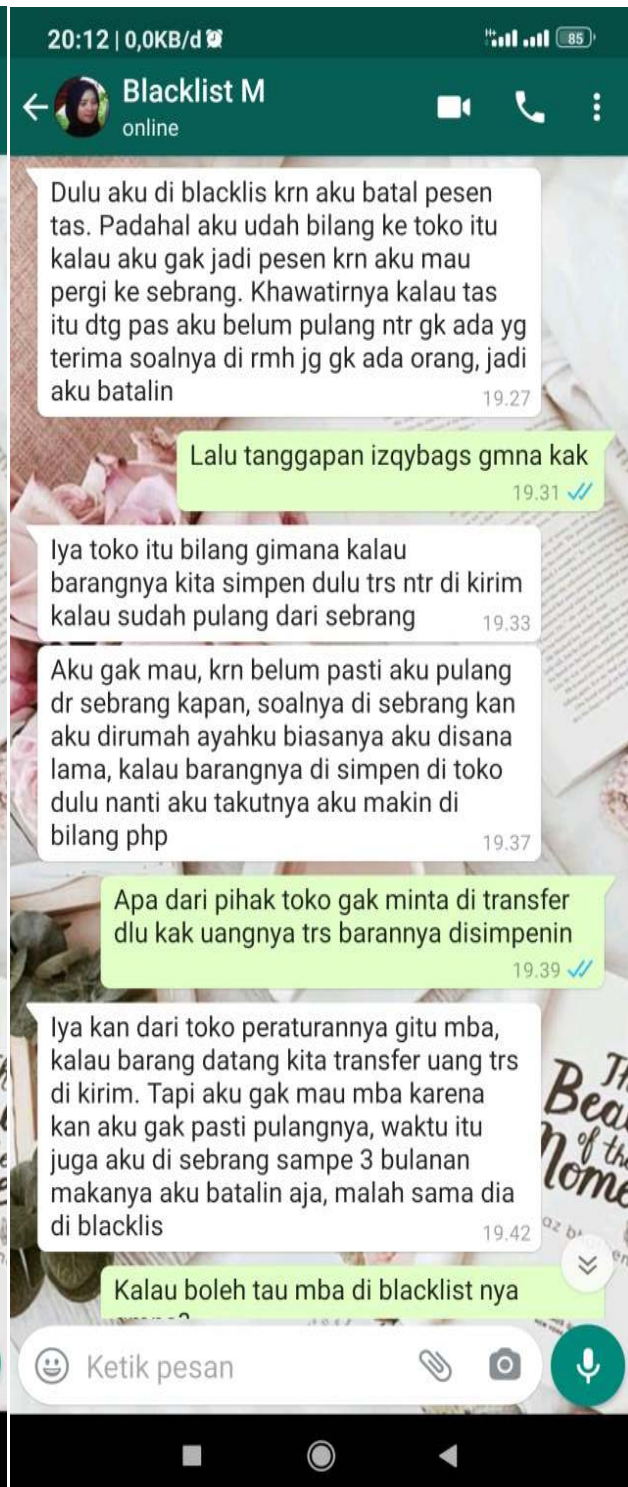 20:12 | 0,0KB/d
85
Blacklist M
online
Dulu aku di blacklis krn aku batal pesen
tas. Padahal aku udah bilang ke toko itu
kalau aku gak jadi pesen krn aku mau
pergi ke sebrang. Khawatirnya kalau tas
itu dtg pas aku belum pulang ntr gk ada yg
terima soalnya di rmh jg gk ada orang, jadi
aku batalin
19.27
Lalu tanggapan izqybags gmna kak
19.31
Iya toko itu bilang gimana kalau
barangnya kita simpen dulu trs ntr di kirim
kalau sudah pulang dari sebrang
19.33
Aku gak mau, krn belum pasti aku pulang
dr sebrang kapan, soalnya di sebrang kan
aku dirumah ayahku biasanya aku disana
lama, kalau barangnya di simpen di toko
dulu nanti aku takutnya aku makin di
bilang php
19.37
Apa dari pihak toko gak minta di transfer
dlu kak uangnya trs barannya disimpenin
19.39
Iya kan dari toko peraturannya gitu mba,
kalau barang datang kita transfer uang trs
di kirim. Tapi aku gak mau mba karena
kan aku gak pasti pulangnya, waktu itu
juga aku di sebrang sampe 3 bulanan
makanya aku batalin aja, malah sama dia
di blacklis
19.42
of the
Kalau boleh tau mba di blacklist nya
Ketik pesan